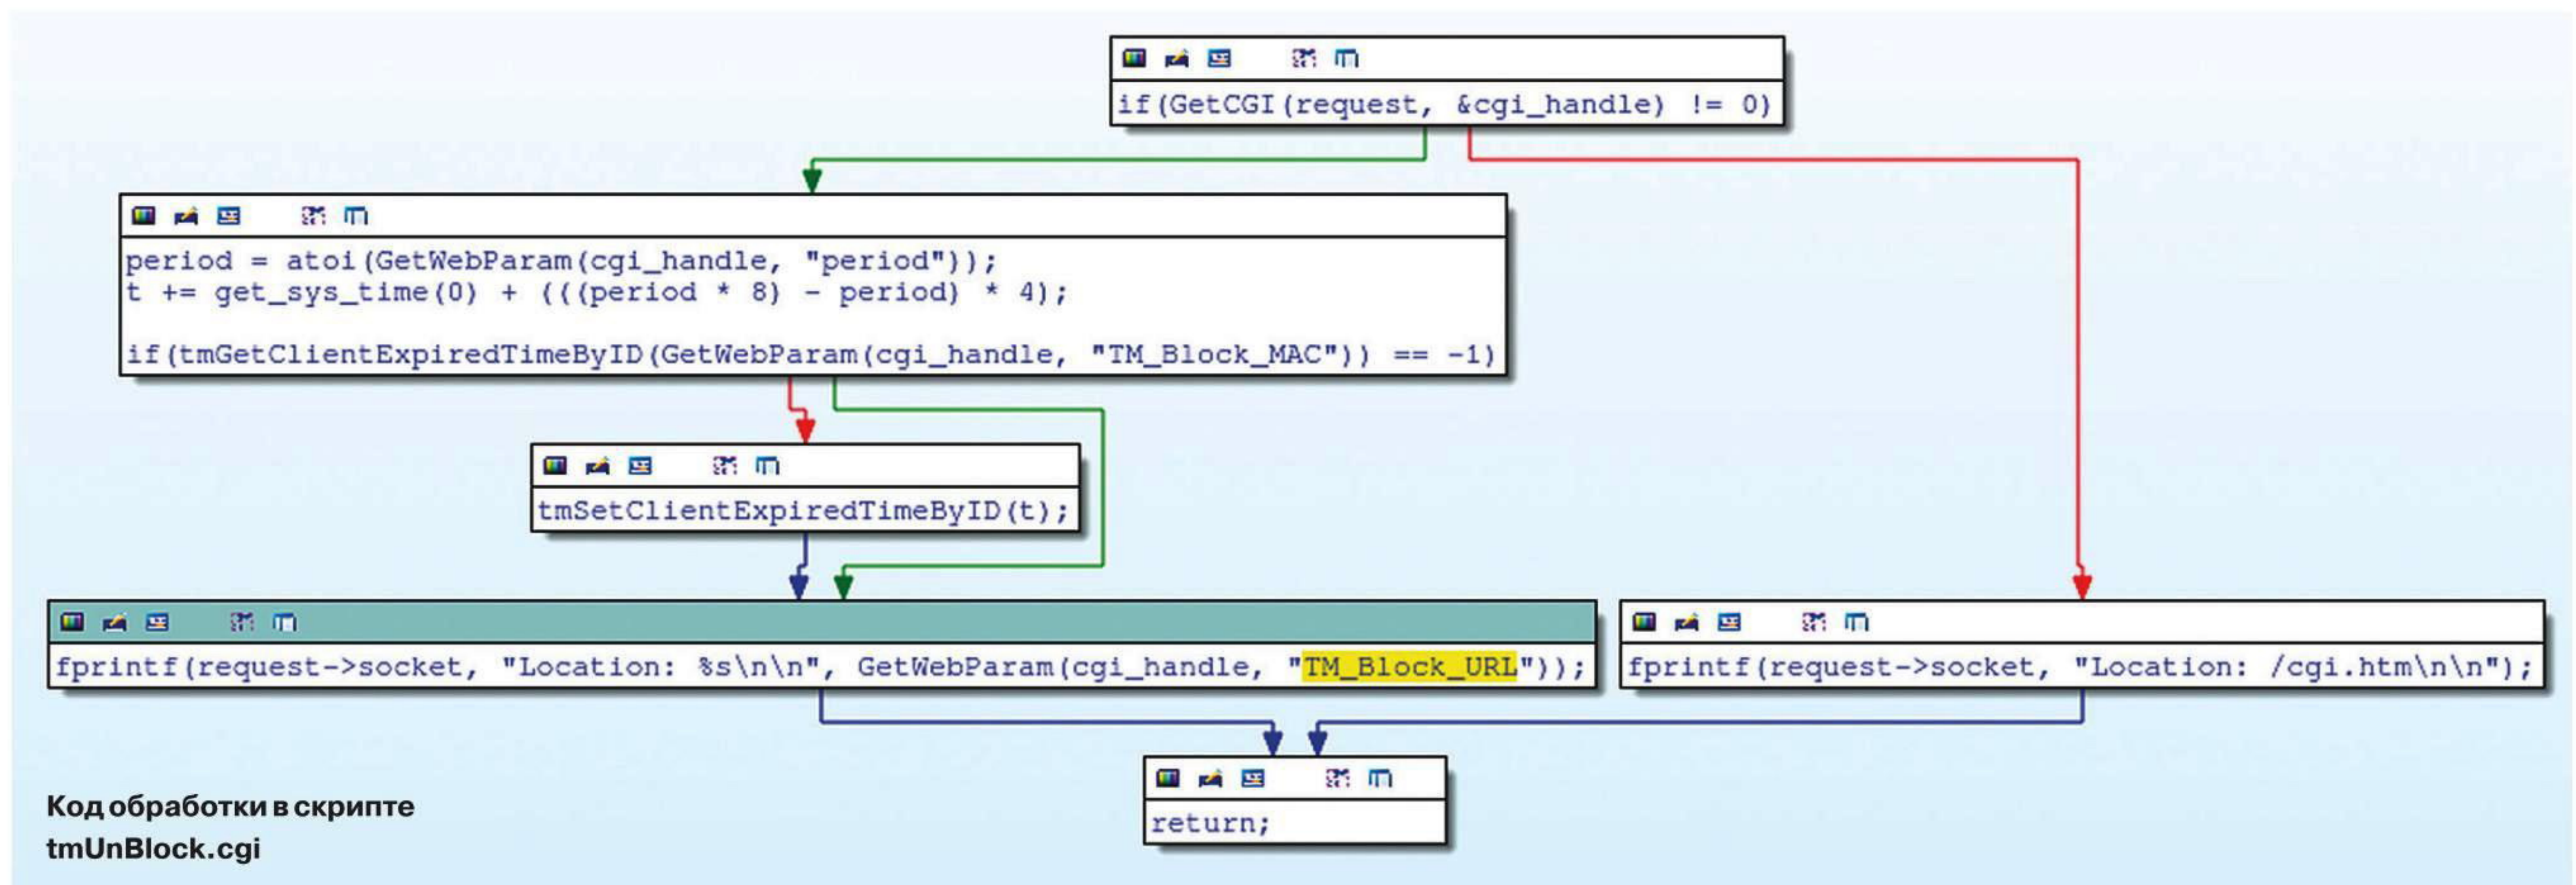 if(GetCGI(request, &cgi_handle) != 0)
period = atoi(GetWebParam(cgi_handle, "period"));
t += get_sys_time(0) + (((period * 8) - period) * 4);
if(tmGetClientExpiredTimeByID(GetWebParam(cgi_handle, "TM_Block_MAC")) == -1)
tmSetClientExpiredTimeByID(t);
fprintf(request->socket, "Location: %s\n\n", GetWebParam(cgi_handle, "TM_Block_URL"));
fprintf(request->socket, "Location: /cgi.htm\n\n");
return;
Код обработки в скрипте
tmUnBlock.cgi